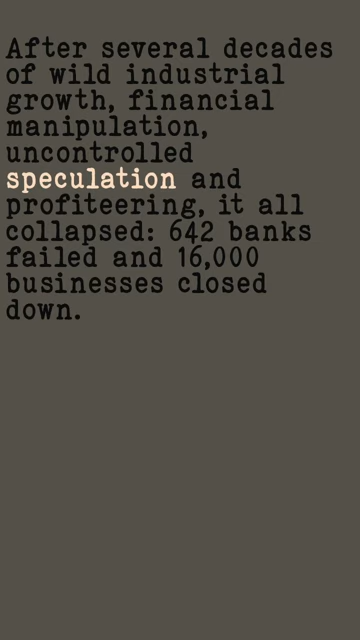 After several decades
of wild industrial
growth, financial
manipulation,
uncontrolled
speculation and
profiteering, it all
collapsed: 642 banks
failed and 16,000
businesses closed
down.